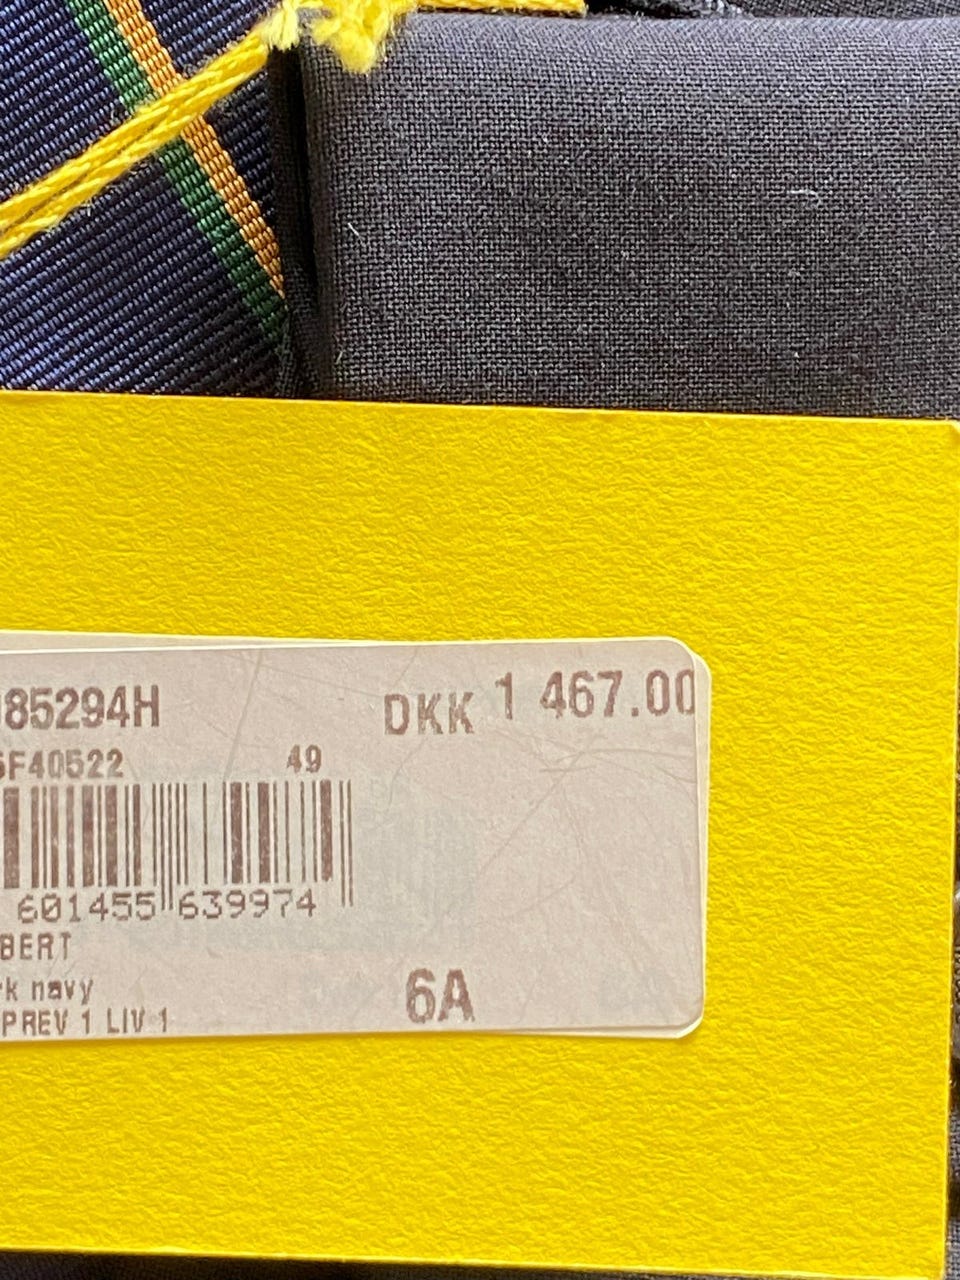 85294H DKK 1 467.00
F40522 49
601455 639974
BERT
navy
6A
PREV 1 LIV 1